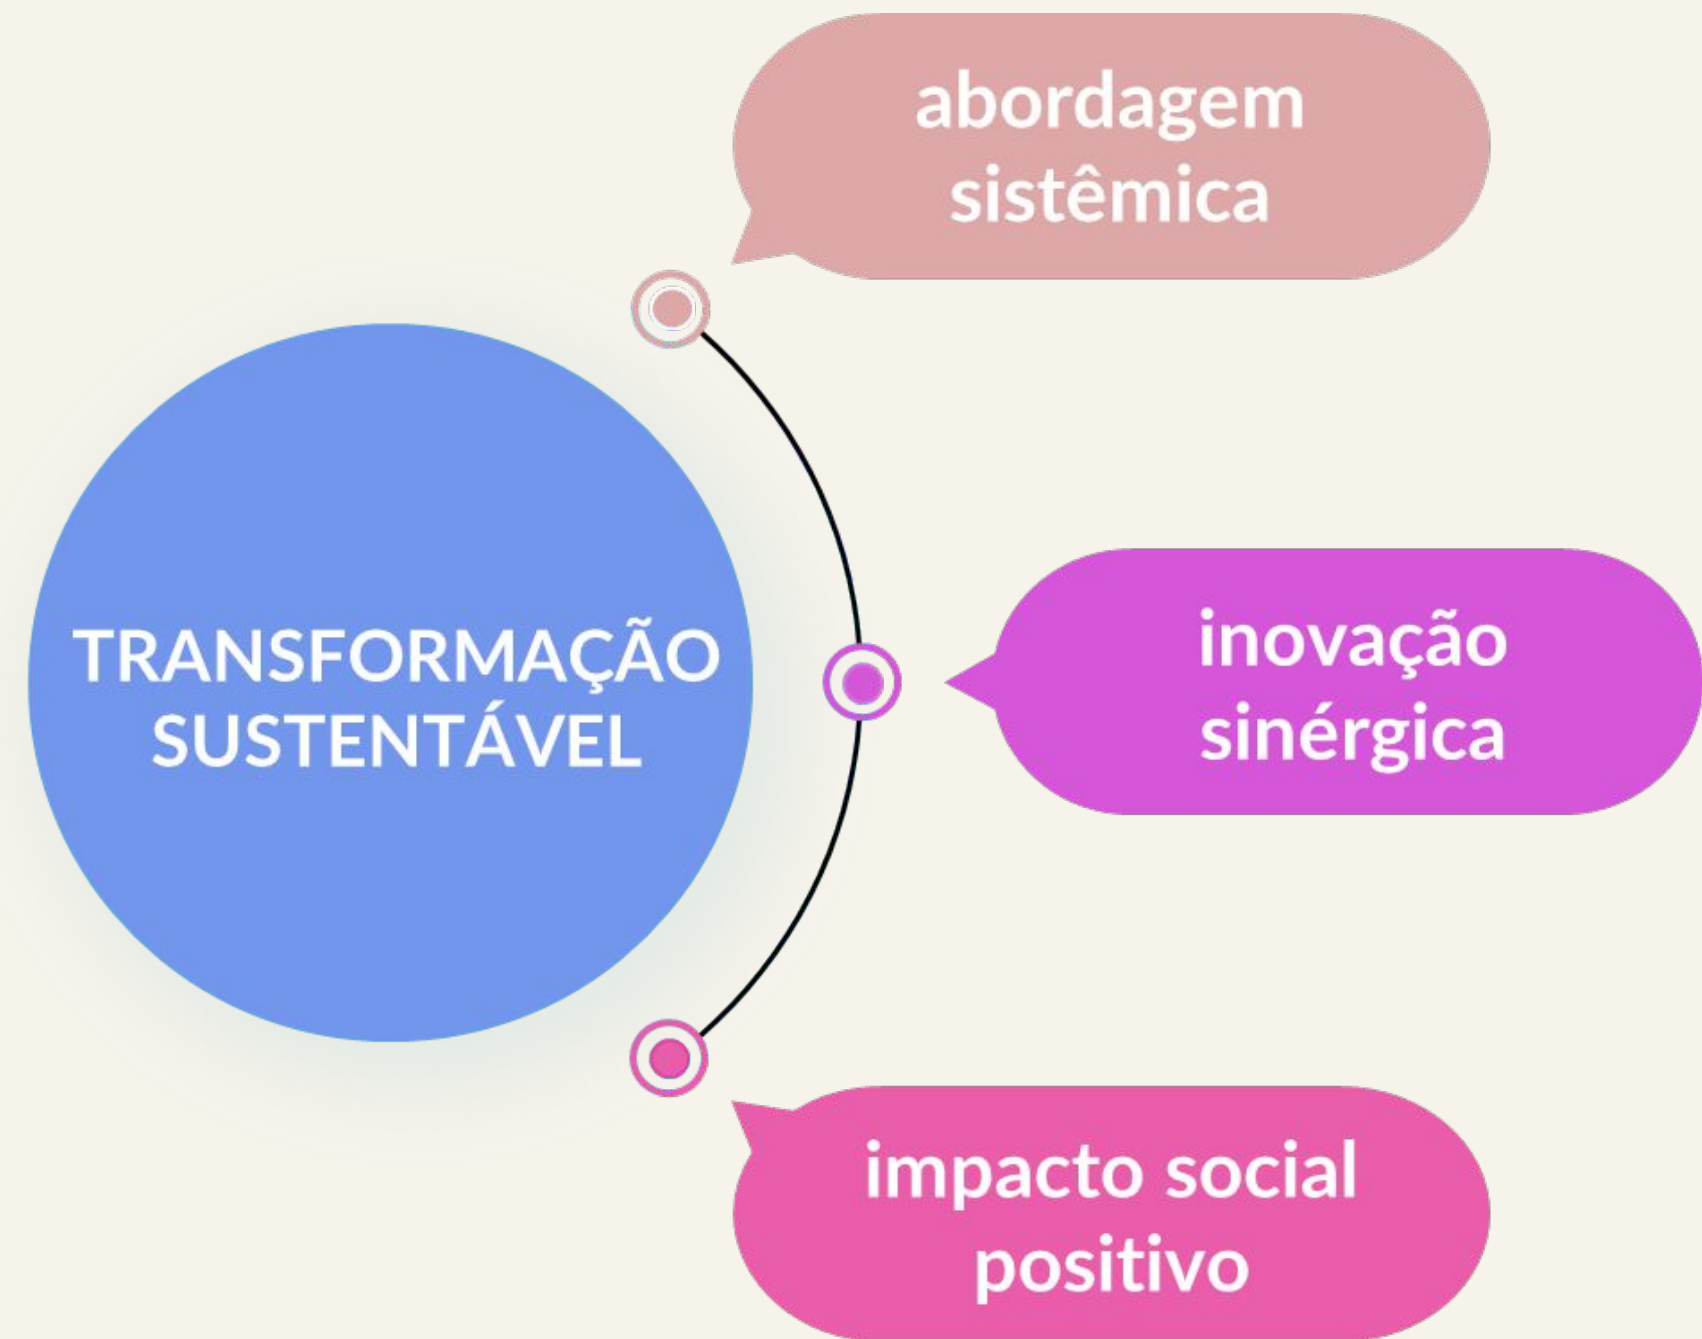 abordagem
sistêmica
TRANSFORMAÇÃO
SUSTENTÁVEL
inovação
sinérgica
impacto social
positivo